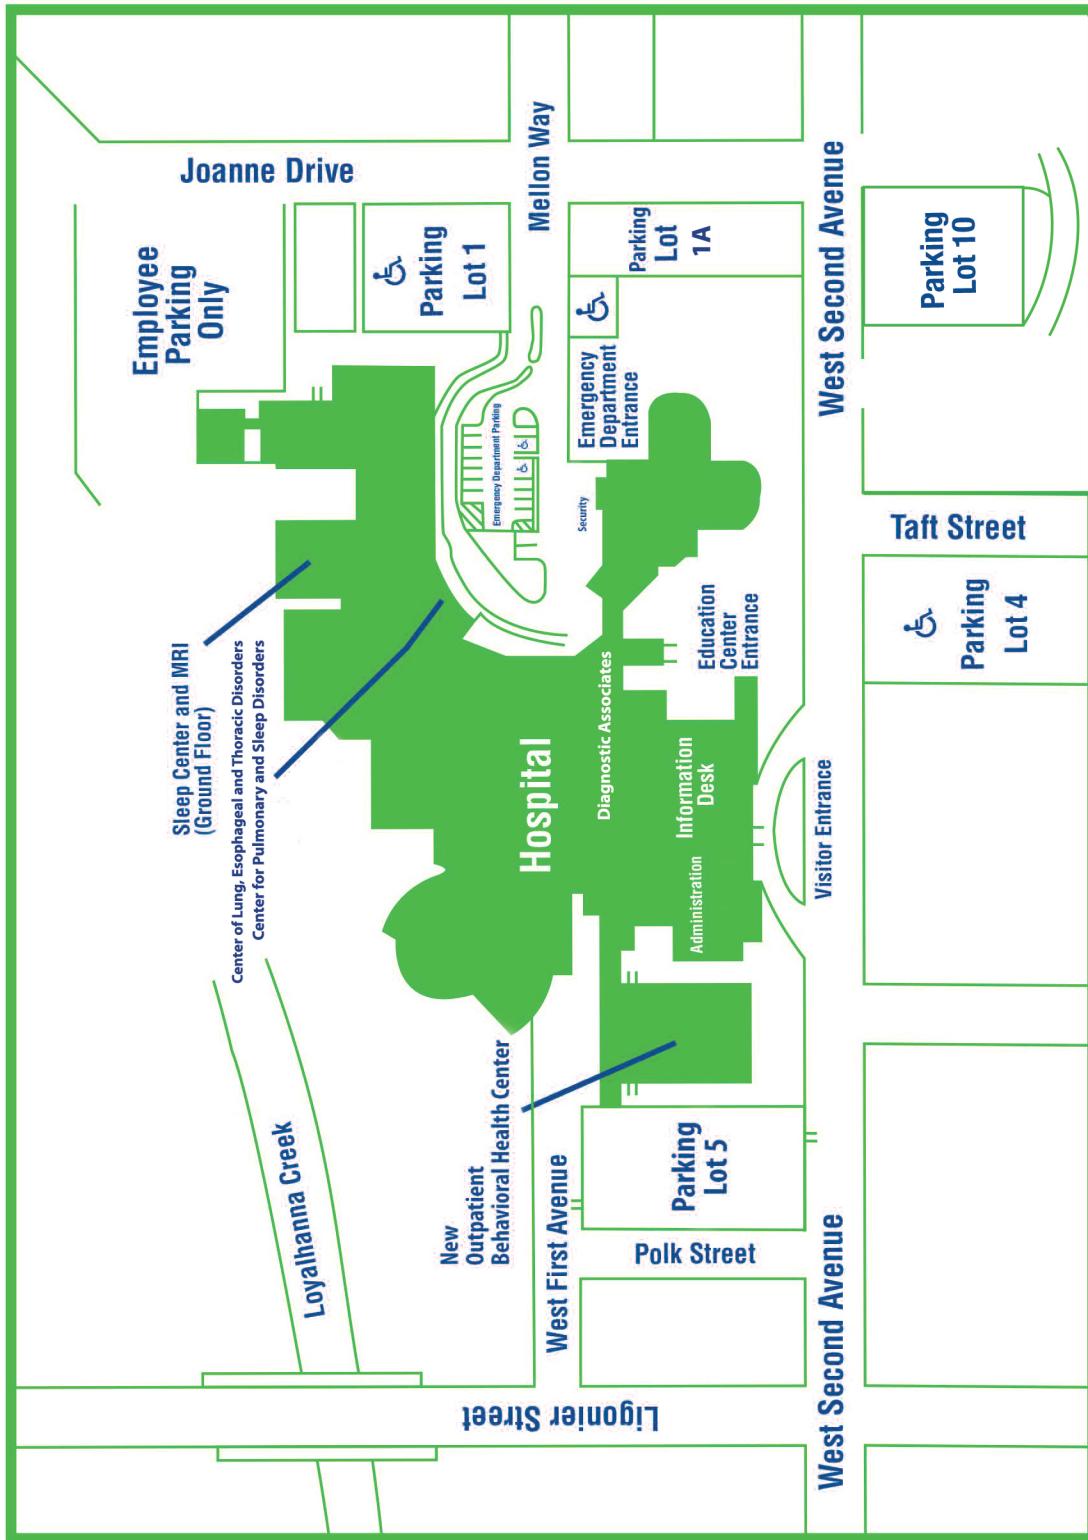 Joanne Drive
Mellon Way
West Second Avenue
Employee
Parking
Only
Parking
Lot 1
Parking
Lot
1A
Parking
Lot 10
Emergency Department Parking
Emergency
Department
Entrance
Security
Taft Street
Sleep Center and MRI
(Ground Floor)
Center of Lung, Esophageal and Thoracic Disorders
Center for Pulmonary and Sleep Disorders
Education
Center
Entrance
Parking
Lot 4
Hospital
Diagnostic Associates
Information
Desk
Administration
Visitor Entrance
Loyalhanna Creek
New
Outpatient
Behavioral Health Center
Parking
Lot 5
West First Avenue
Polk Street
West Second Avenue
Ligonier Street